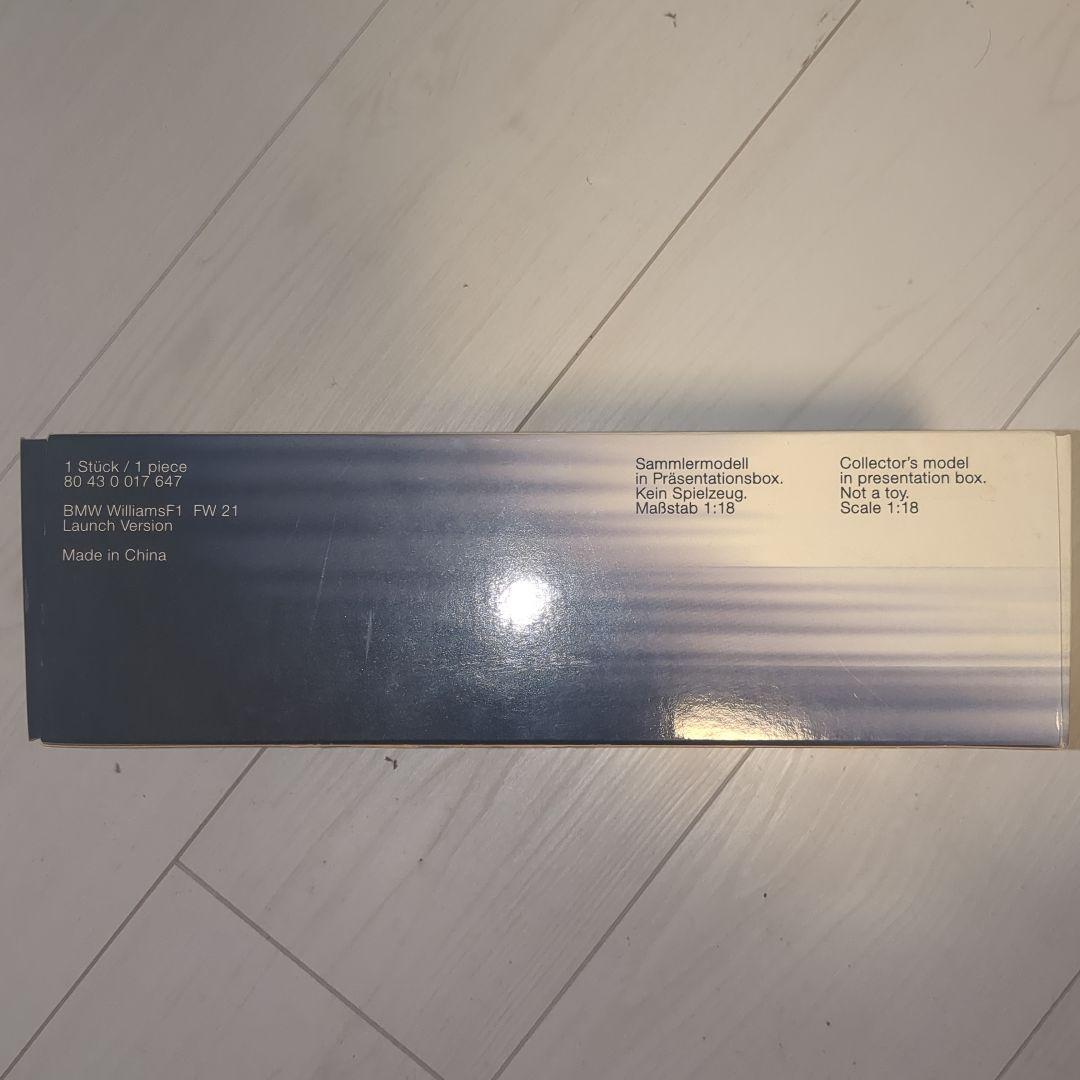 1 Stück / 1 piece
80 43 0 017 647
BMW WilliamsF1 FW 21
Launch Version
Made in China
Sammlermodell
in Präsentationsbox.
Kein Spielzeug.
Maßstab 1:18
Collector's model
in presentation box.
Not a toy.
Scale 1:18